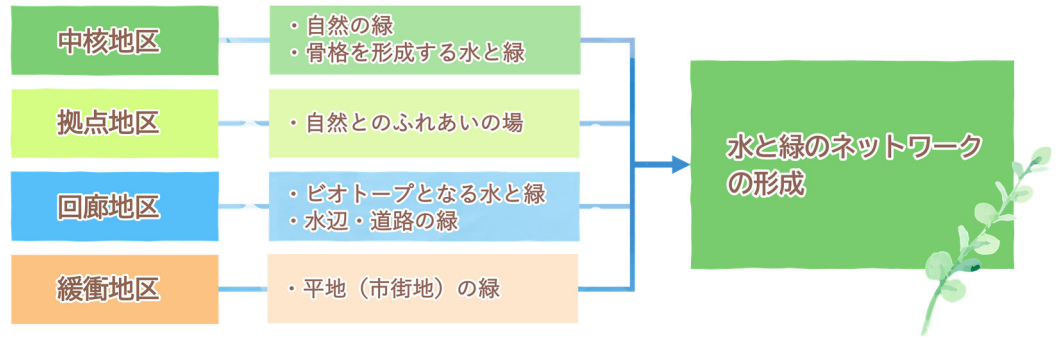 中核地区
・自然の緑
・骨格を形成する水と緑
拠点地区
・自然とのふれあいの場
回廊地区
・ビオトープとなる水と緑
・水辺・道路の緑
緩衝地区
・平地（市街地）の緑
水と緑のネットワーク
の形成